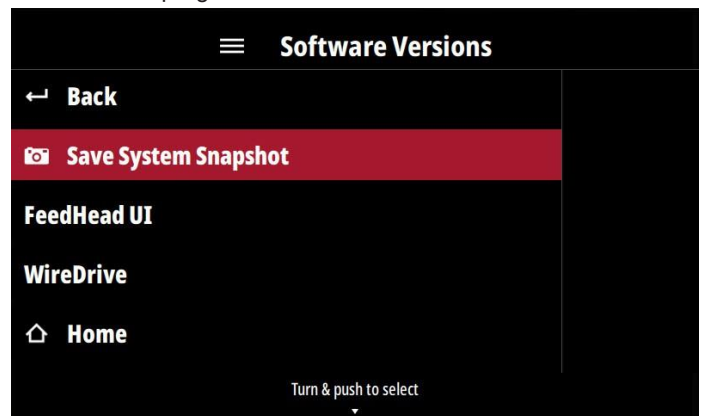 Software Versions
Back
Save System Snapshot
FeedHead UI
WireDrive
Home
Turn & push to select